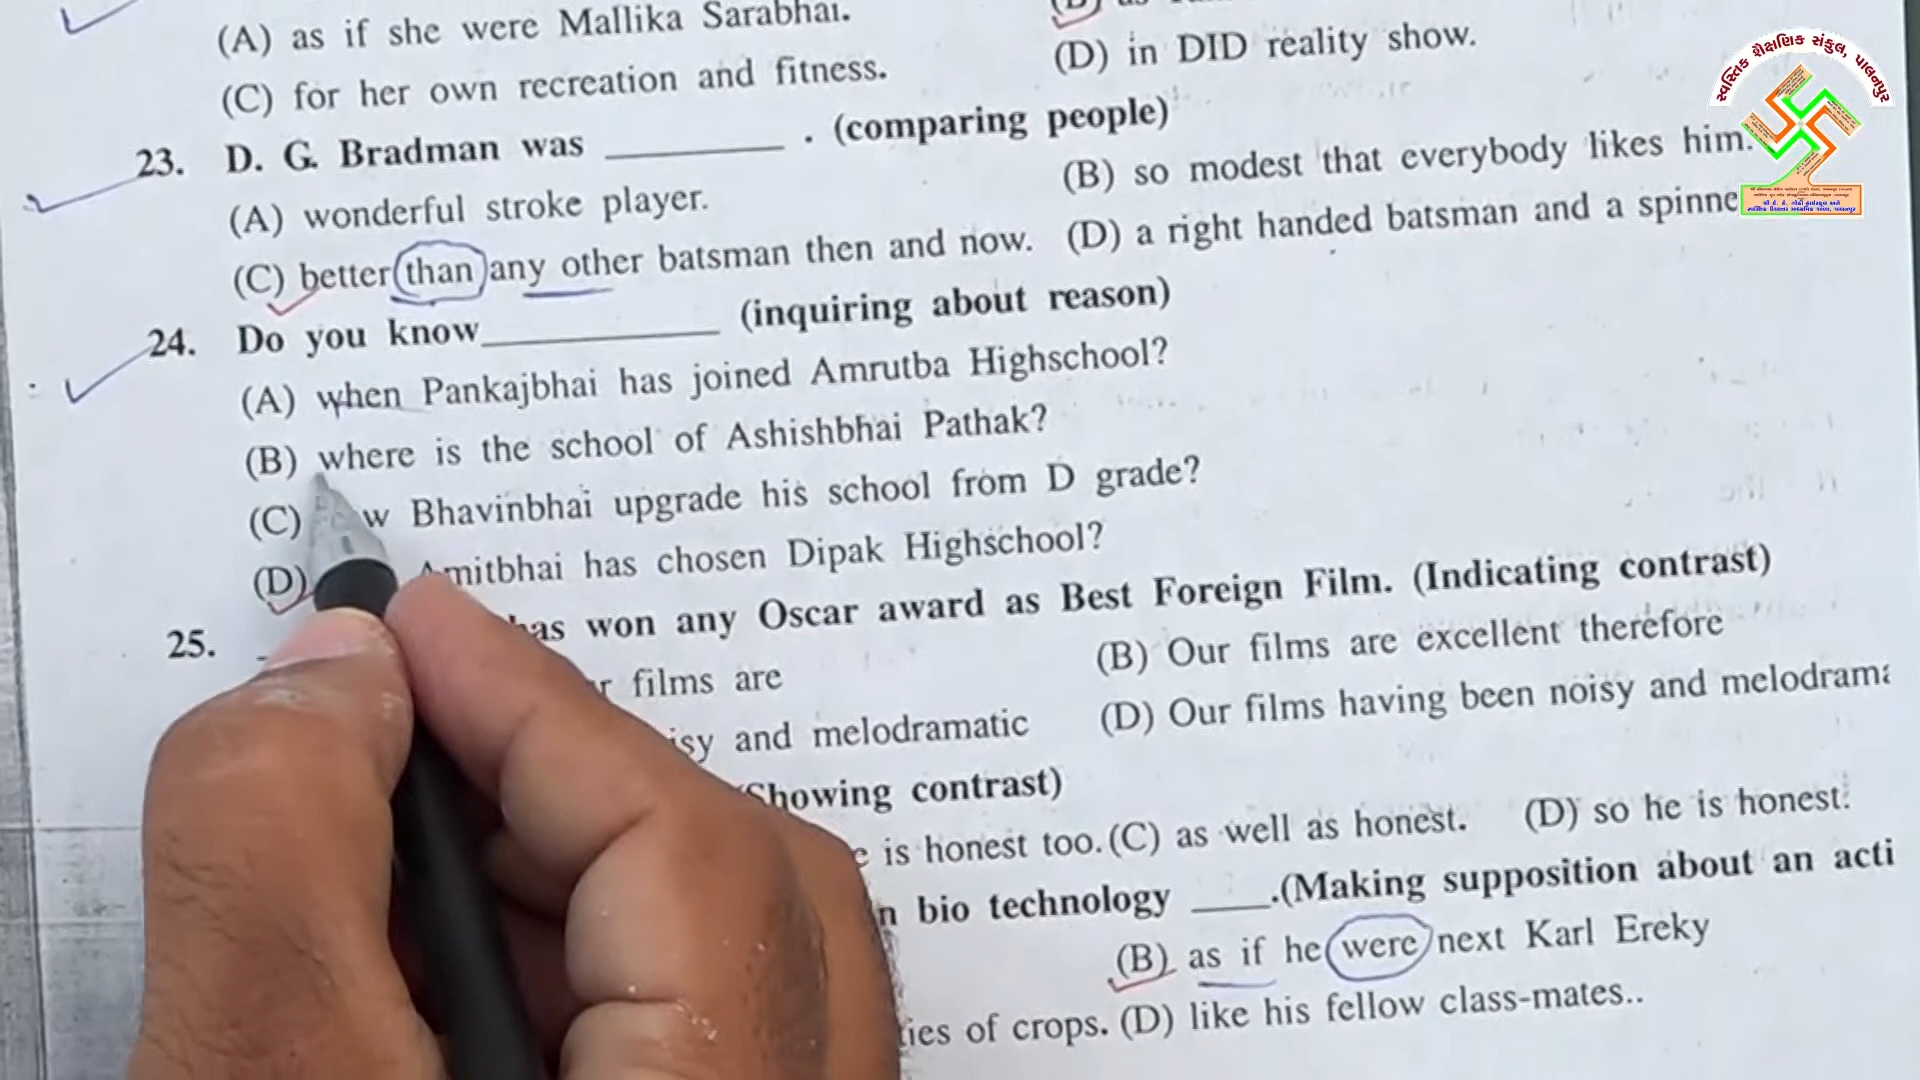 (A) as if she were Mallika Sarabhai.
(C) for her own recreation and fitness.
(D) in DID reality show.
23. D. G. Bradman was ________ . (comparing people)
(A) wonderful stroke player.
(B) so modest that everybody likes him.
(C) better than any other batsman then and now. (D) a right handed batsman and a spinne
24. Do you know__________ (inquiring about reason)
(A) when Pankajbhai has joined Amrutba Highschool?
(B) where is the school of Ashishbhai Pathak?
(C) w Bhavinbhai upgrade his school from D grade?
(D) Amitbhai has chosen Dipak Highschool?
25. has won any Oscar award as Best Foreign Film. (Indicating contrast)
r films are
(B) Our films are excellent therefore
isy and melodramatic
(D) Our films having been noisy and melodrama
(Showing contrast)
e is honest too. (C) as well as honest. (D) so he is honest.
n bio technology ____.(Making supposition about an acti
(B) as if he were next Karl Ereky
ies of crops. (D) like his fellow class-mates..
સ્વસ્તિક શૈક્ષણિક સંકુલ, પાલનપુર